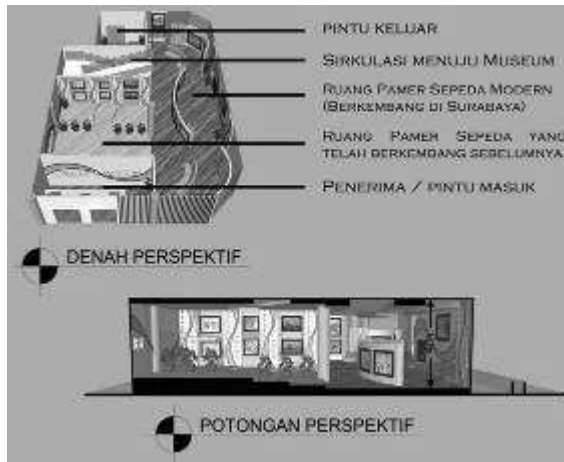 PINTU KELUAR
SIRKULASI MENUJU MUSEUM
RUANG PAMER SEPEDA MODERN
(BERKEMBANG DI SURABAYA)
RUANG PAMER SEPEDA YANG
TELAH BERKEMBANG SEBELUMNYA
PENERIMA / PINTU MASUK
DENAH PERSPEKTIF
POTONGAN PERSPEKTIF